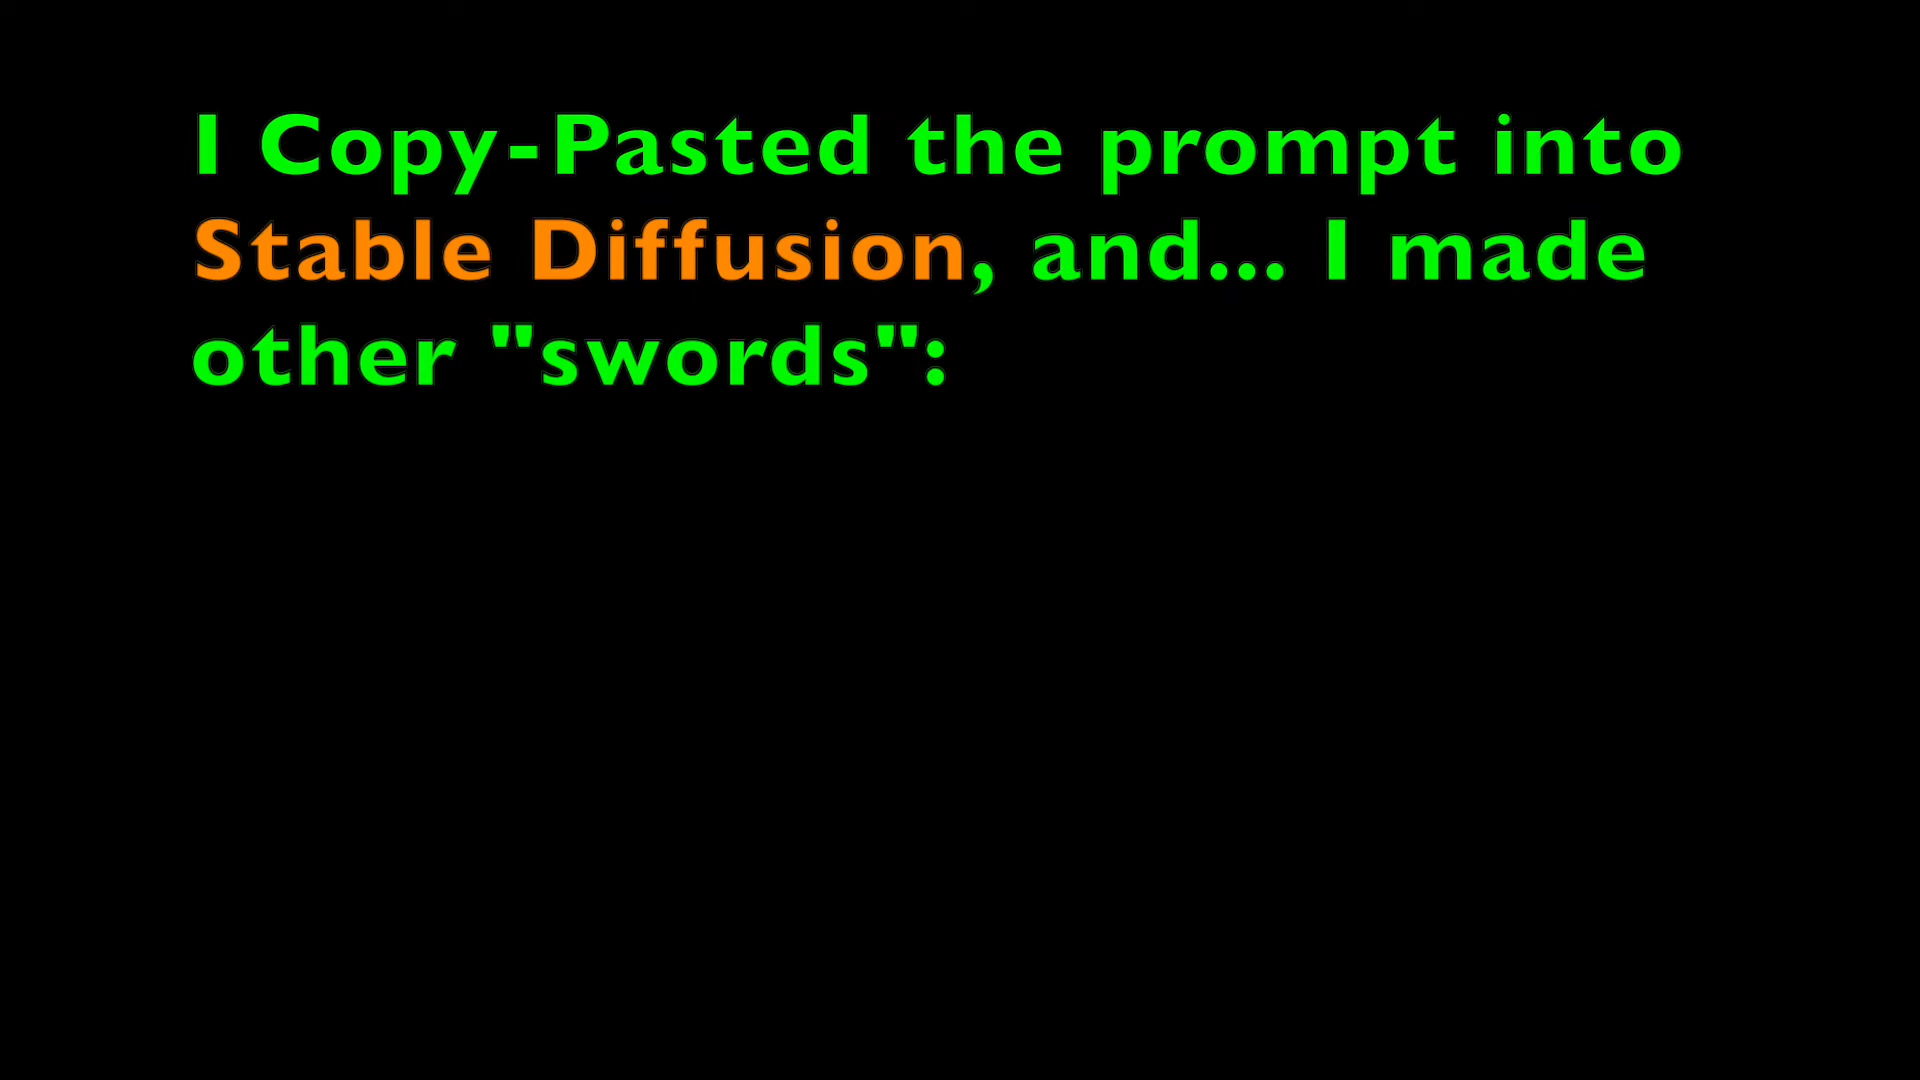 I Copy-Pasted the prompt into
Stable Diffusion, and... I made
other "swords":